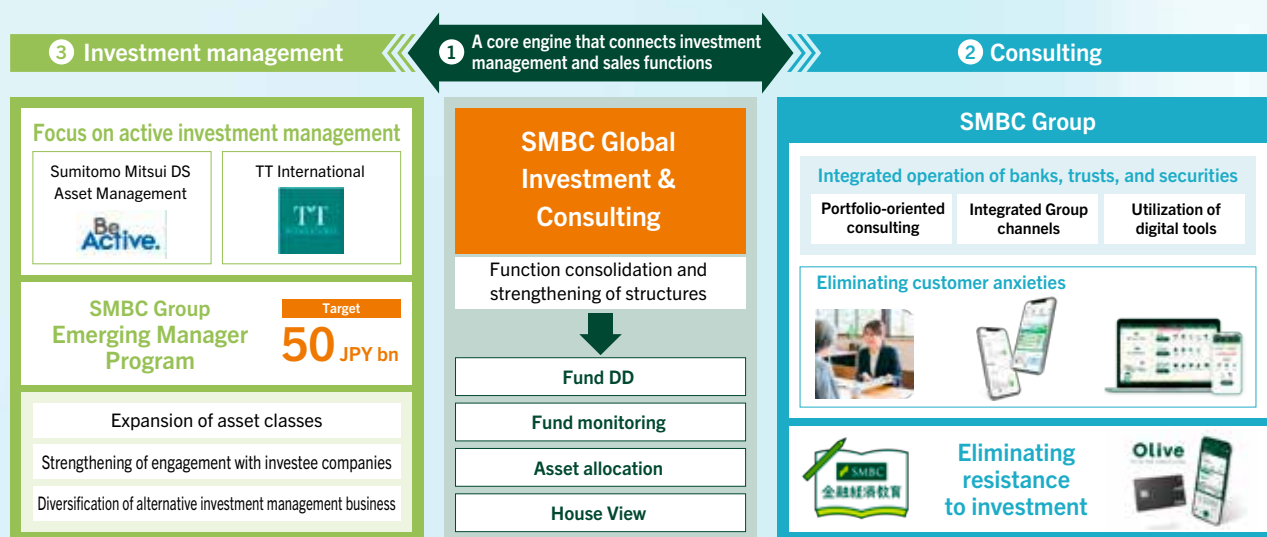 3 Investment management
1 A core engine that connects investment
management and sales functions
2 Consulting
Focus on active investment management
Sumitomo Mitsui DS
Asset Management
Be
Active.
TT International
TT
SMBC Group
Emerging Manager
Program
Target
50 JPY bn
Expansion of asset classes
Strengthening of engagement with investee companies
Diversification of alternative investment management business
SMBC Global
Investment &
Consulting
Function consolidation and
strengthening of structures
Fund DD
Fund monitoring
Asset allocation
House View
SMBC Group
Integrated operation of banks, trusts, and securities
Portfolio-oriented
consulting
Integrated Group
channels
Utilization of
digital tools
Eliminating customer anxieties
SMBC
金融経済教育
Eliminating
resistance
to investment
Olive